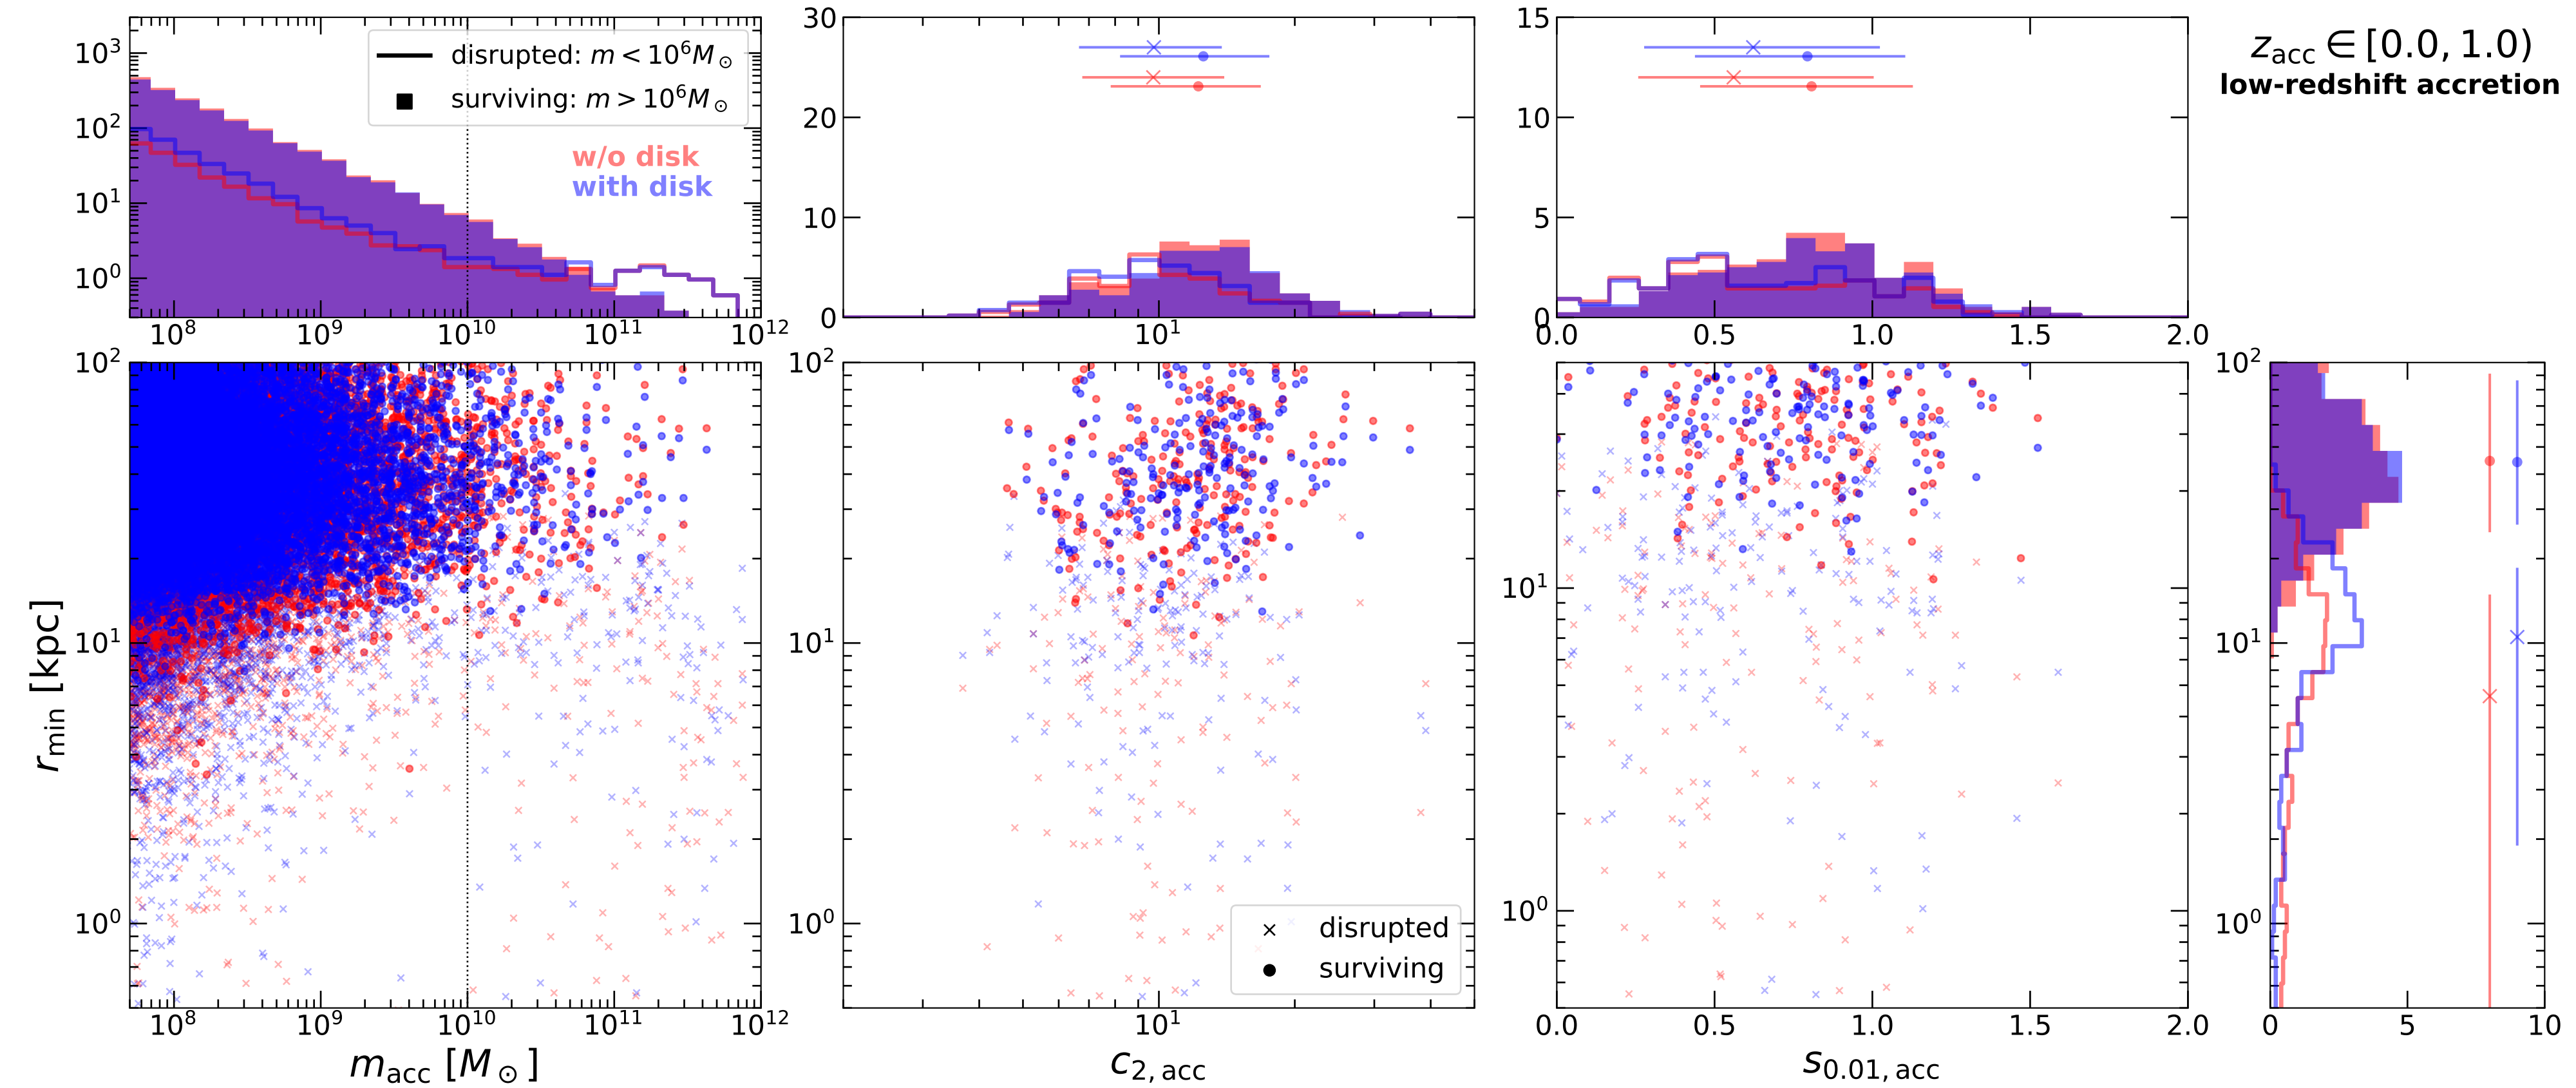 10³
10²
10¹
10⁰
disrupted: m < 10⁶M⊙
surviving: m > 10⁶M⊙
w/o disk
with disk
10⁸ 10⁹ 10¹⁰ 10¹¹ 10¹²
30
20
10
0
10¹
15
10
5
0
0.0 0.5 1.0 1.5 2.0
z_acc ∈ [0.0, 1.0)
low-redshift accretion
r_min [kpc]
10²
10¹
10⁰
10⁸ 10⁹ 10¹⁰ 10¹¹ 10¹²
m_acc [M⊙]
10²
10¹
10⁰
disrupted
surviving
10¹
c_2,acc
10¹
10⁰
0.0 0.5 1.0 1.5 2.0
s_0.01,acc
10²
10¹
10⁰
0 5 10